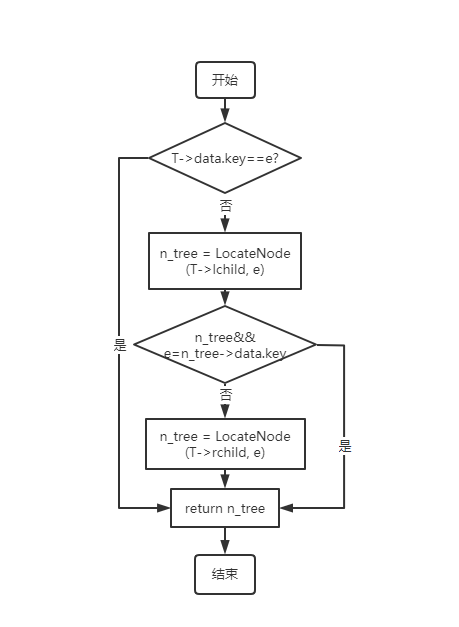 开始
T->data.key==e?
否
n_tree = LocateNode
(T->lchild, e)
n_tree&&
e=n_tree->data.key
是
否
n_tree = LocateNode
(T->rchild, e)
是
return n_tree
结束